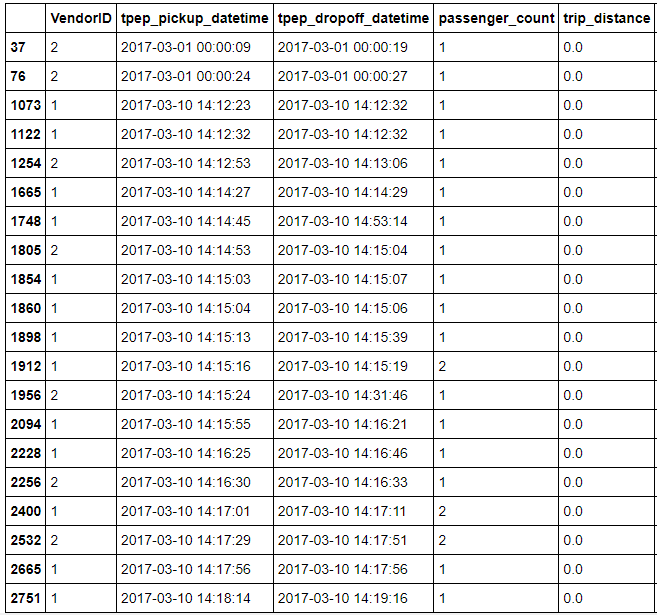 VendorID tpep_pickup_datetime tpep_dropoff_datetime passenger_count trip_distance
37 2 2017-03-01 00:00:09 2017-03-01 00:00:19 1 0.0
76 2 2017-03-01 00:00:24 2017-03-01 00:00:27 1 0.0
1073 1 2017-03-10 14:12:23 2017-03-10 14:12:32 1 0.0
1122 1 2017-03-10 14:12:32 2017-03-10 14:12:32 1 0.0
1254 2 2017-03-10 14:12:53 2017-03-10 14:13:06 1 0.0
1665 1 2017-03-10 14:14:27 2017-03-10 14:14:29 1 0.0
1748 1 2017-03-10 14:14:45 2017-03-10 14:53:14 1 0.0
1805 2 2017-03-10 14:14:53 2017-03-10 14:15:04 1 0.0
1854 1 2017-03-10 14:15:03 2017-03-10 14:15:07 1 0.0
1860 1 2017-03-10 14:15:04 2017-03-10 14:15:06 1 0.0
1898 1 2017-03-10 14:15:13 2017-03-10 14:15:39 1 0.0
1912 1 2017-03-10 14:15:16 2017-03-10 14:15:19 2 0.0
1956 2 2017-03-10 14:15:24 2017-03-10 14:31:46 1 0.0
2094 1 2017-03-10 14:15:55 2017-03-10 14:16:21 1 0.0
2228 1 2017-03-10 14:16:25 2017-03-10 14:16:46 1 0.0
2256 2 2017-03-10 14:16:30 2017-03-10 14:16:33 1 0.0
2400 1 2017-03-10 14:17:01 2017-03-10 14:17:11 2 0.0
2532 2 2017-03-10 14:17:29 2017-03-10 14:17:51 2 0.0
2665 1 2017-03-10 14:17:56 2017-03-10 14:17:56 1 0.0
2751 1 2017-03-10 14:18:14 2017-03-10 14:19:16 1 0.0